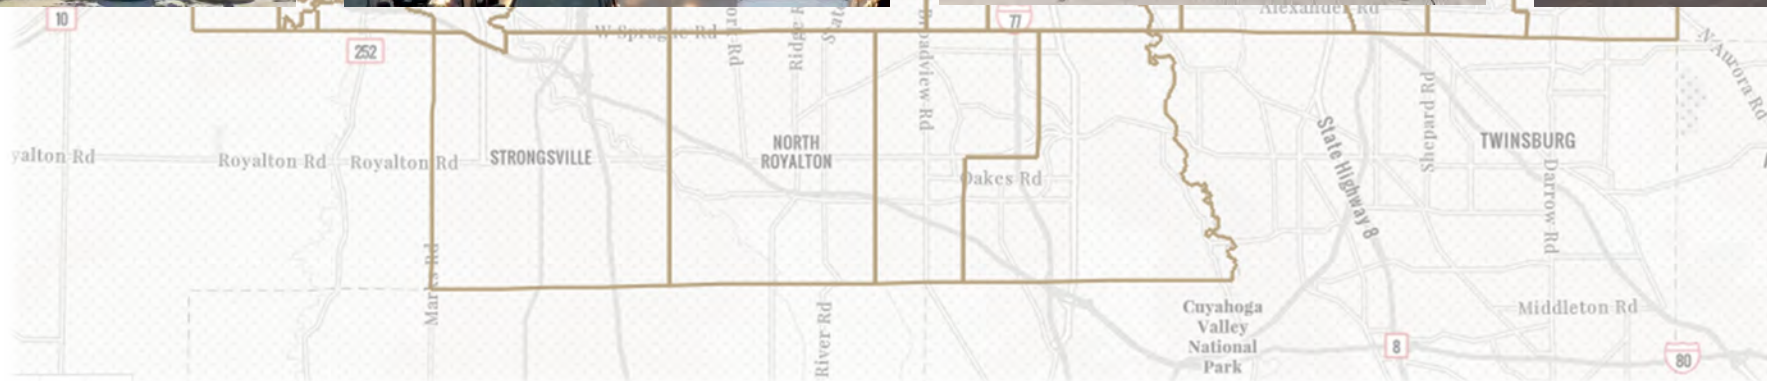 10
77
Alexander Rd
252
W Sprague Rd
Ridge R
State
Broadview Rd
N Aurora Rd
Shepard Rd
State Highway 8
STRONGSVILLE
NORTH
ROYALTON
TWINSBURG
yalton Rd
Royalton Rd
Royalton Rd
Oakes Rd
Darrow Rd
Marks Rd
River Rd
Cuyahoga
Valley
National
Park
Middleton Rd
8
80